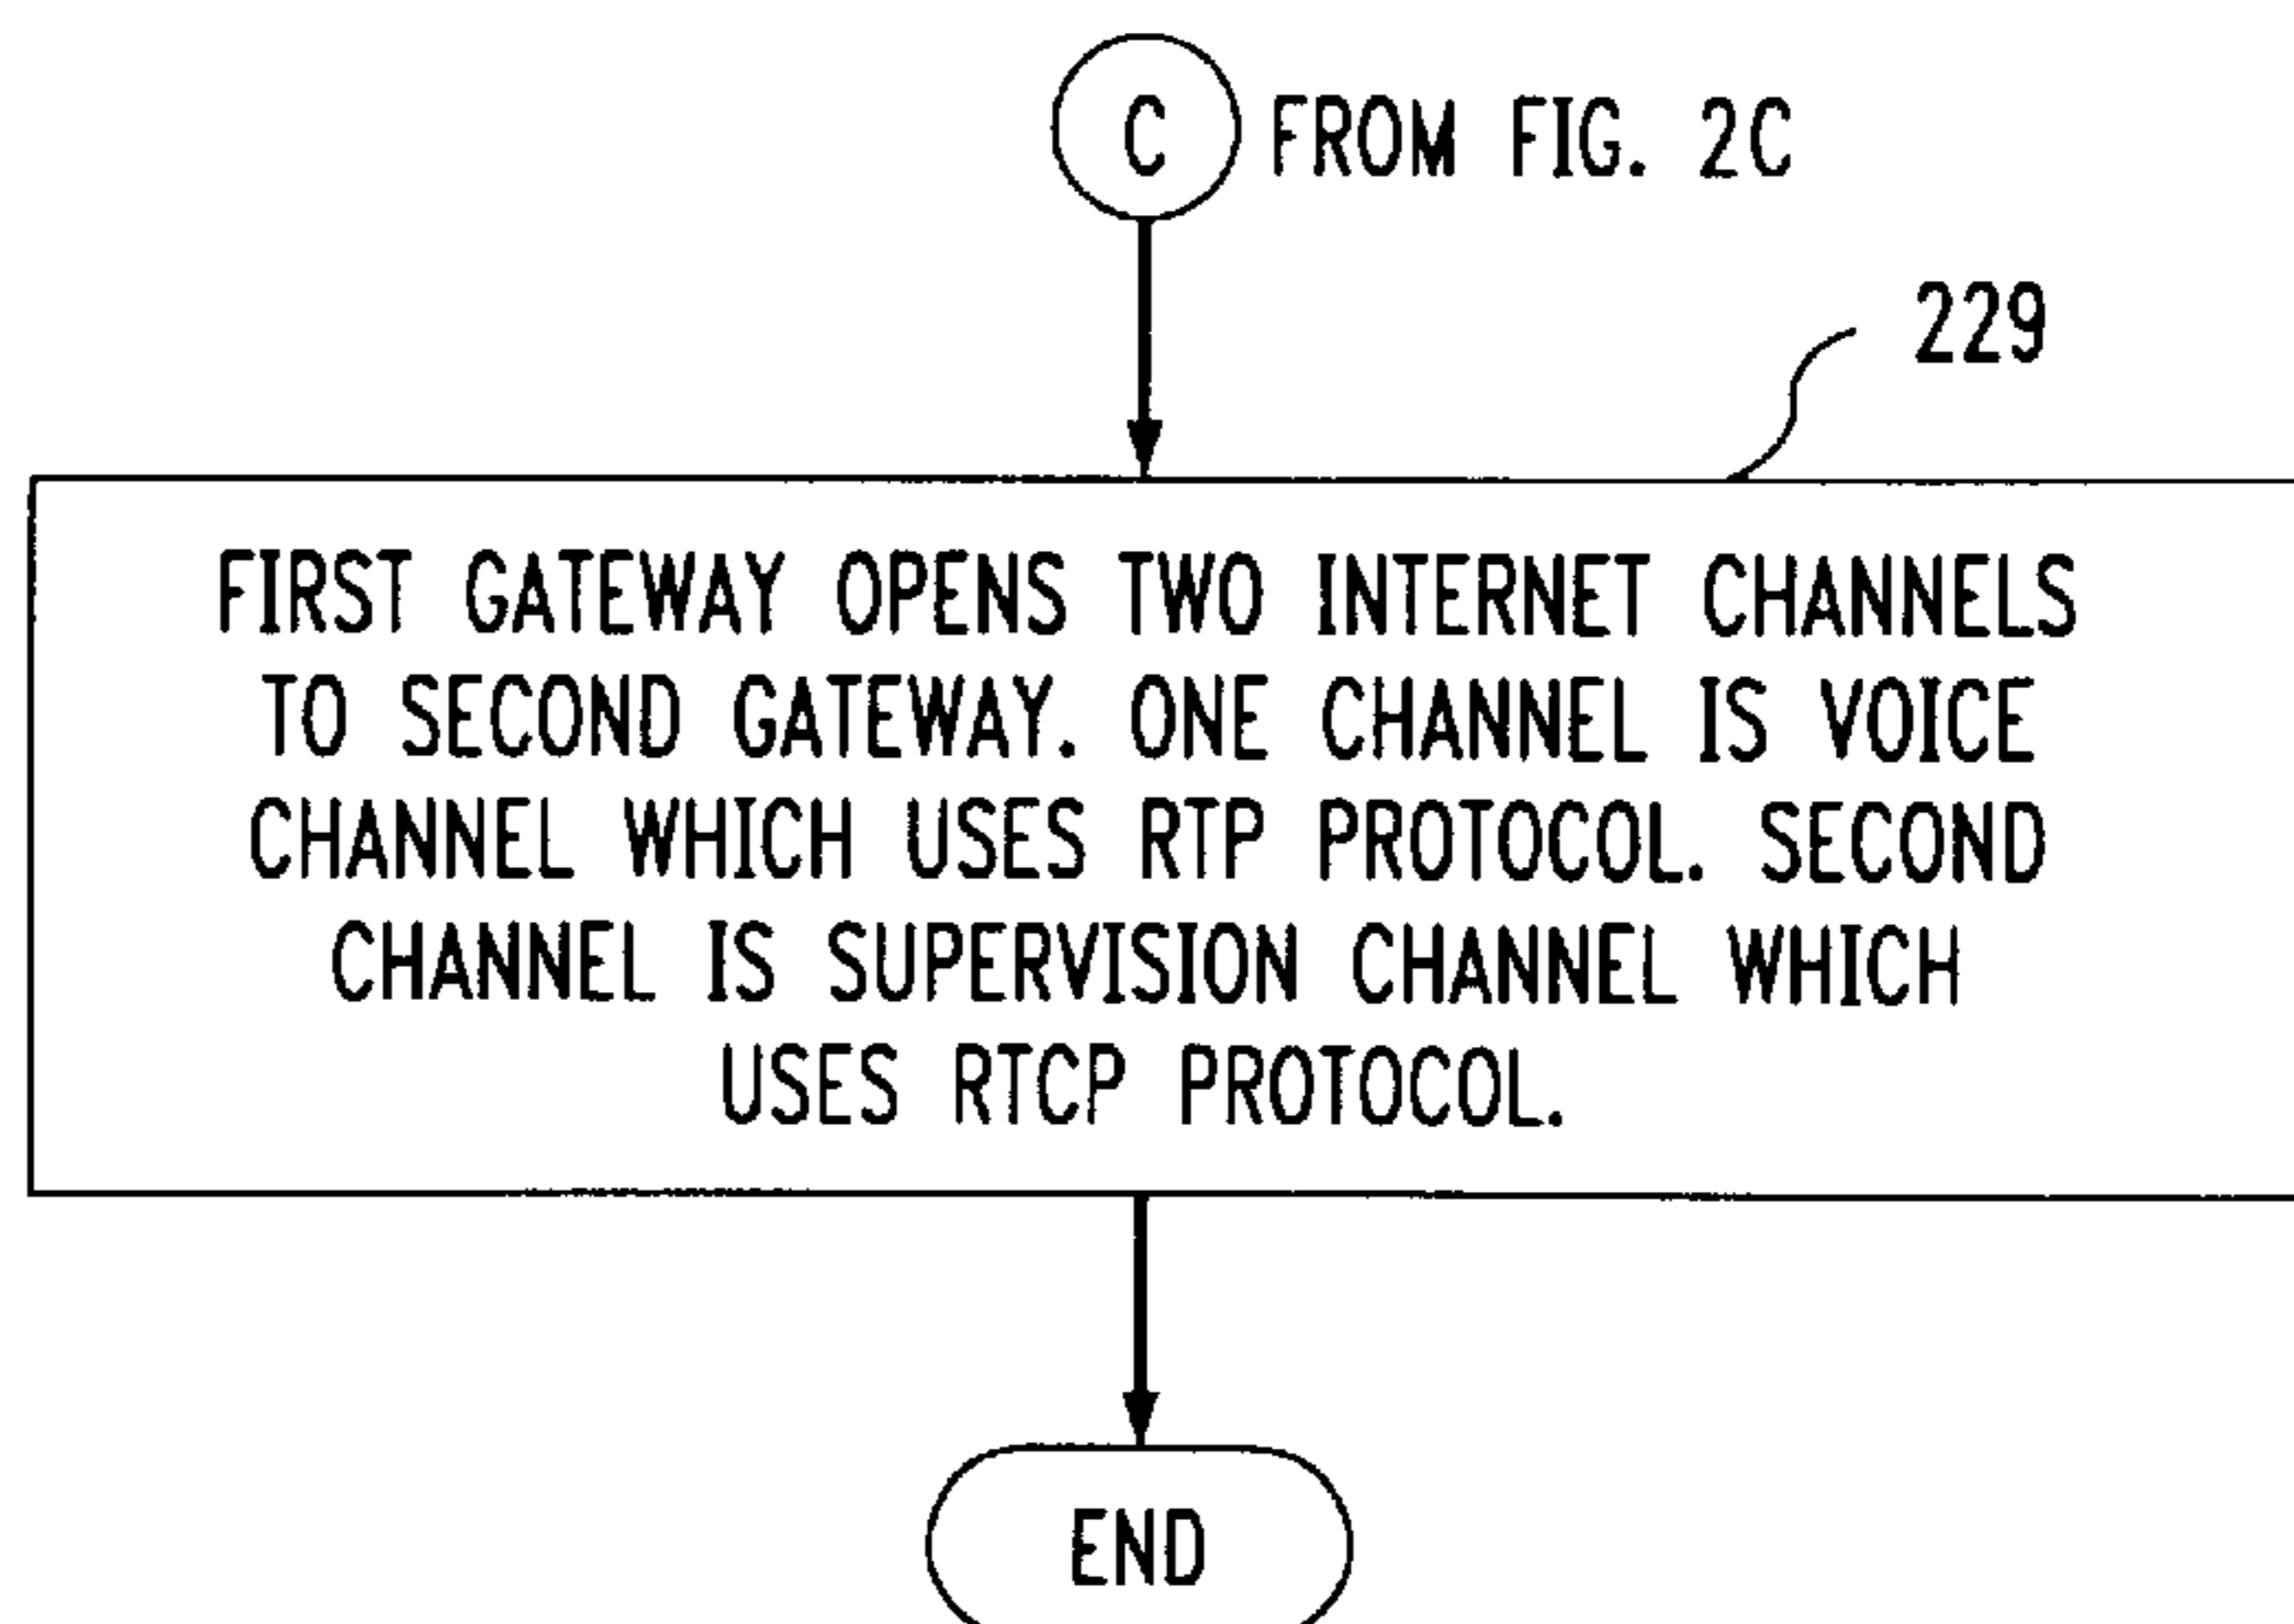 C FROM FIG. 2C
229
FIRST GATEWAY OPENS TWO INTERNET CHANNELS
TO SECOND GATEWAY. ONE CHANNEL IS VOICE
CHANNEL WHICH USES RTP PROTOCOL. SECOND
CHANNEL IS SUPERVISION CHANNEL WHICH
USES RTCP PROTOCOL.
END